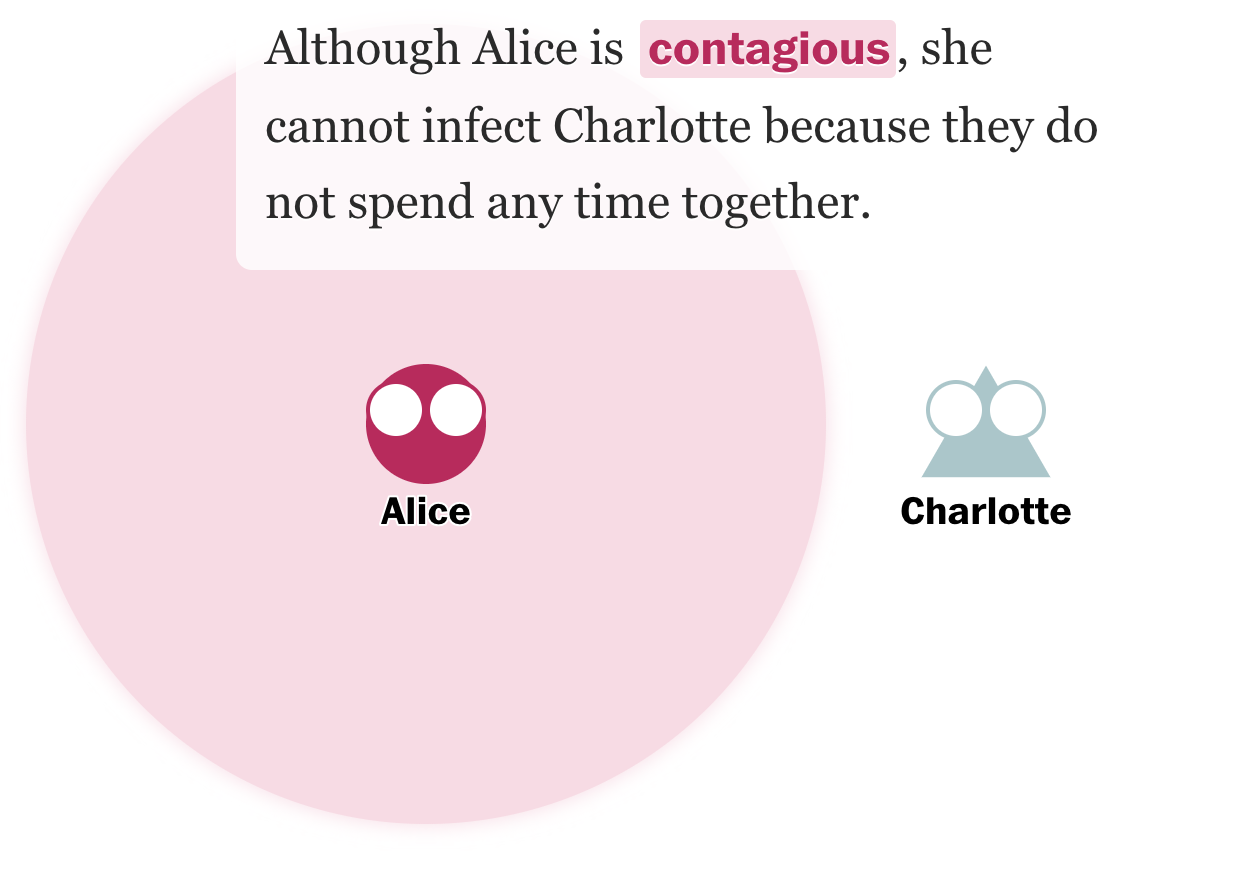 Although Alice is contagious, she
cannot infect Charlotte because they do
not spend any time together.
Alice
Charlotte